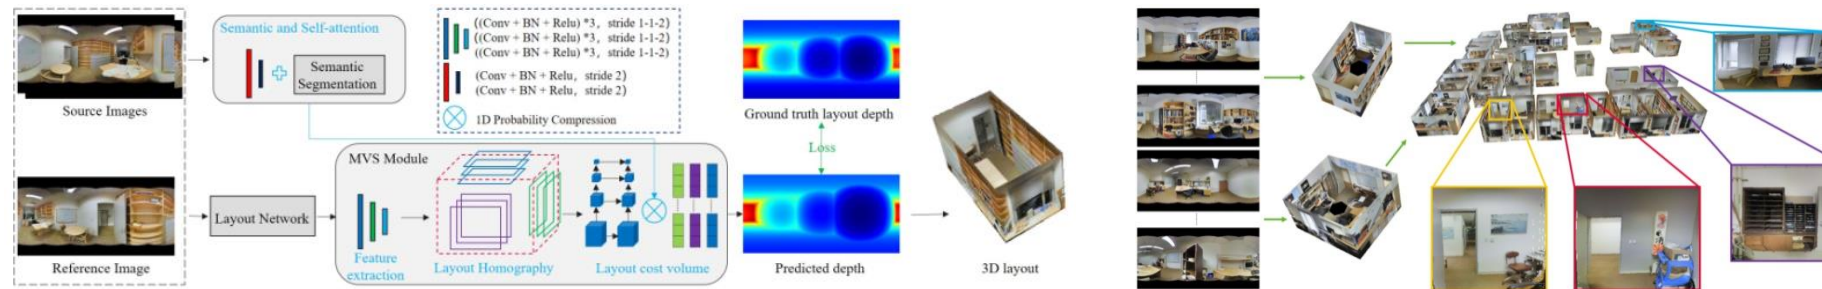 Semantic and Self-attention
Semantic
Segmentation
Source Images
((Conv + BN + Relu) *3, stride 1-1-2)
((Conv + BN + Relu) *3, stride 1-1-2)
((Conv + BN + Relu) *3, stride 1-1-2)
(Conv + BN + Relu, stride 2)
(Conv + BN + Relu, stride 2)
1D Probability Compression
Ground truth layout depth
Loss
MVS Module
Layout Network
Feature
extraction
Layout Homography
Layout cost volume
Reference Image
Predicted depth
3D layout